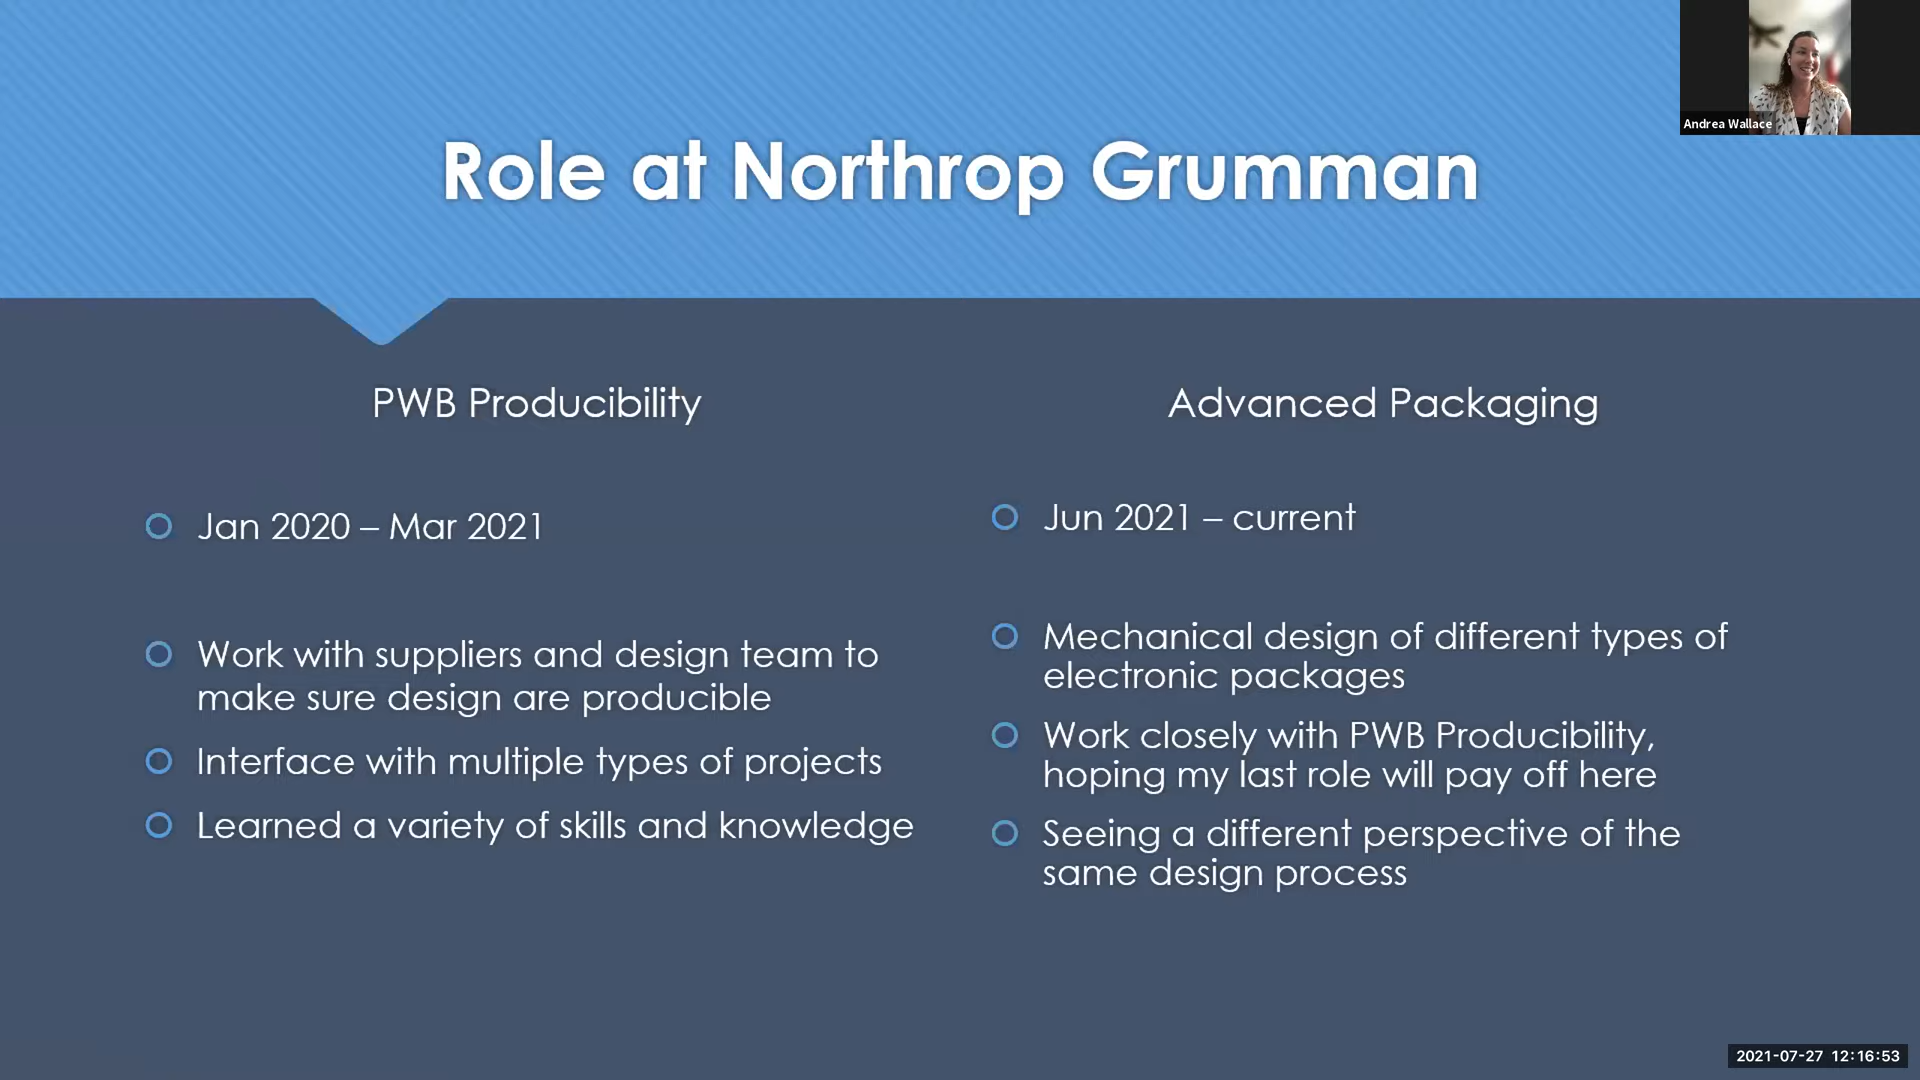 Andrea Wallace
Role at Northrop Grumman
PWB Producibility
Jan 2020 – Mar 2021
Work with suppliers and design team to
make sure design are producible
Interface with multiple types of projects
Learned a variety of skills and knowledge
Advanced Packaging
Jun 2021 – current
Mechanical design of different types of
electronic packages
Work closely with PWB Producibility,
hoping my last role will pay off here
Seeing a different perspective of the
same design process
2021-07-27 12:16:53